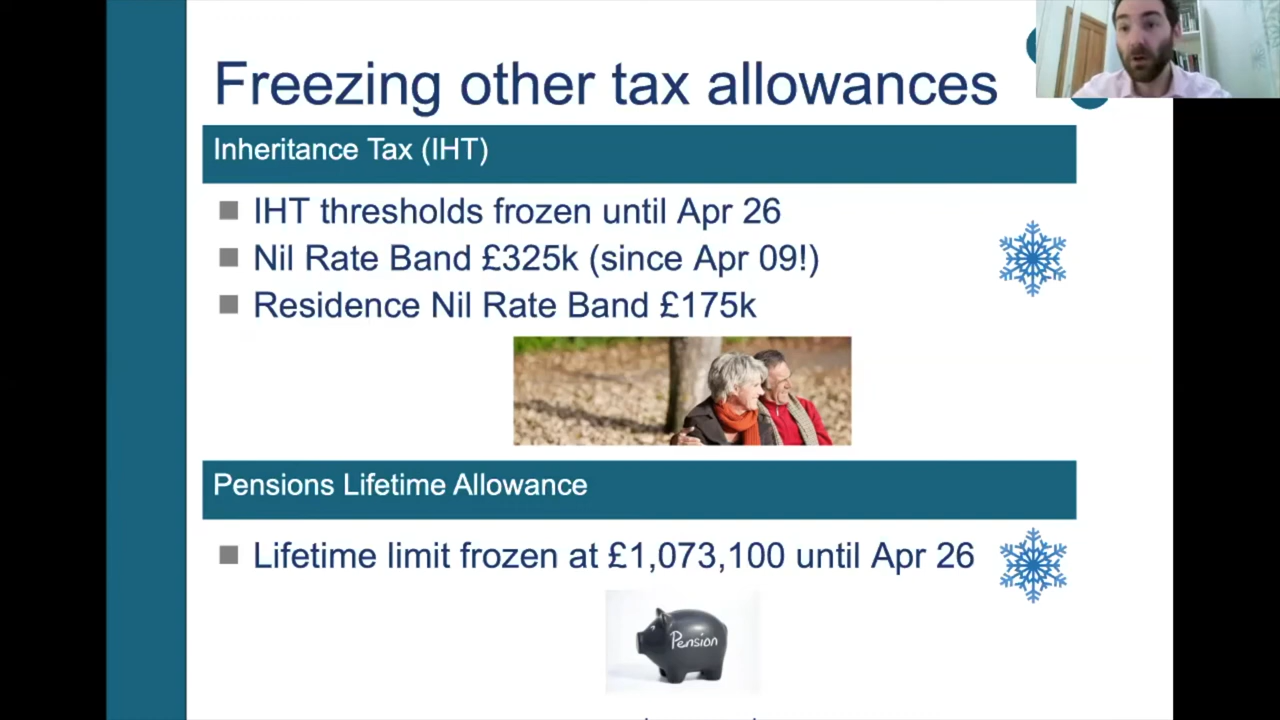 Freezing other tax allowances
Inheritance Tax (IHT)
IHT thresholds frozen until Apr 26
Nil Rate Band £325k (since Apr 09!)
Residence Nil Rate Band £175k
Pensions Lifetime Allowance
Lifetime limit frozen at £1,073,100 until Apr 26
Pension